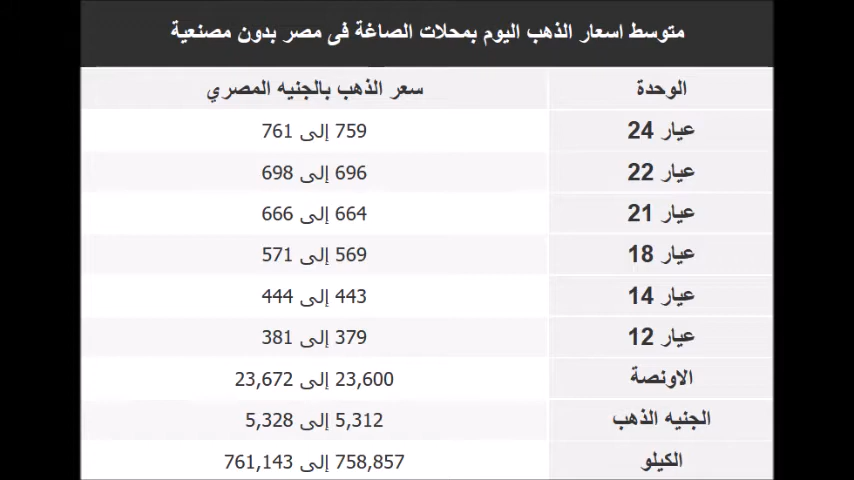 متوسط اسعار الذهب اليوم بمحلات الصاغة فى مصر بدون مصنعية
الوحدة سعر الذهب بالجنيه المصري
عيار 24 759 إلى 761
عيار 22 696 إلى 698
عيار 21 664 إلى 666
عيار 18 569 إلى 571
عيار 14 443 إلى 444
عيار 12 379 إلى 381
الاونصة 23,600 إلى 23,672
الجنيه الذهب 5,312 إلى 5,328
الكيلو 758,857 إلى 761,143